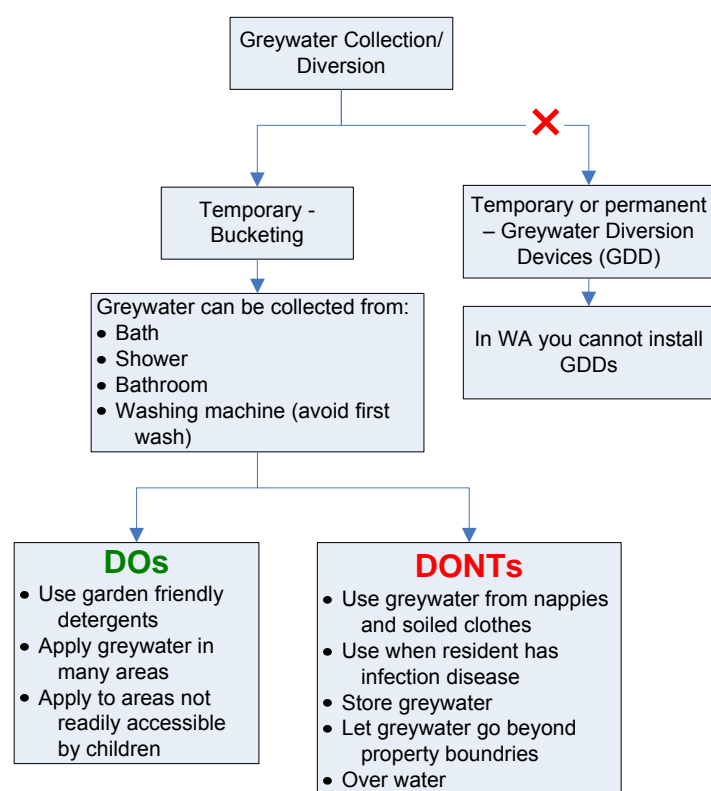 Greywater Collection/
Diversion
Temporary -
Bucketing
Temporary or permanent
– Greywater Diversion
Devices (GDD)
Greywater can be collected from:
• Bath
• Shower
• Bathroom
• Washing machine (avoid first
wash)
In WA you cannot install
GDDs
DOs
• Use garden friendly
detergents
• Apply greywater in
many areas
• Apply to areas not
readily accessible
by children
DONTs
• Use greywater from nappies
and soiled clothes
• Use when resident has
infection disease
• Store greywater
• Let greywater go beyond
property boundries
• Over water